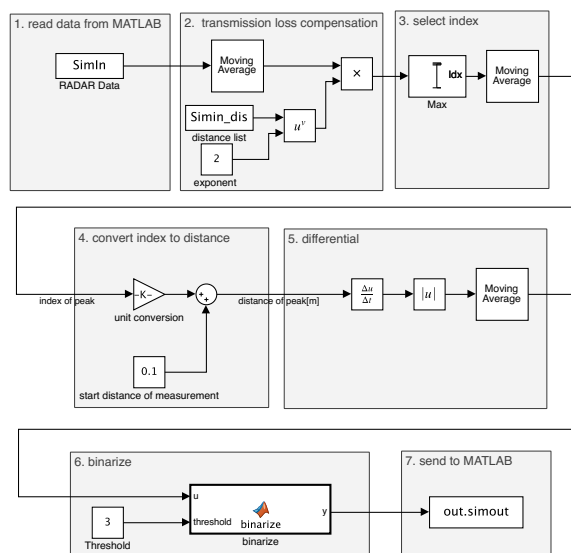 1. read data from MATLAB
SimIn
RADAR Data
2. transmission loss compensation
Moving
Average
×
Simin_dis
distance list
u^v
2
exponent
3. select index
Idx
Max
Moving
Average
4. convert index to distance
index of peak
-K-
unit conversion
+
+
distance of peak[m]
0.1
start distance of measurement
5. differential
Δu
Δt
|u|
Moving
Average
6. binarize
u
3
threshold
Threshold
binarize
y
binarize
7. send to MATLAB
out.simout